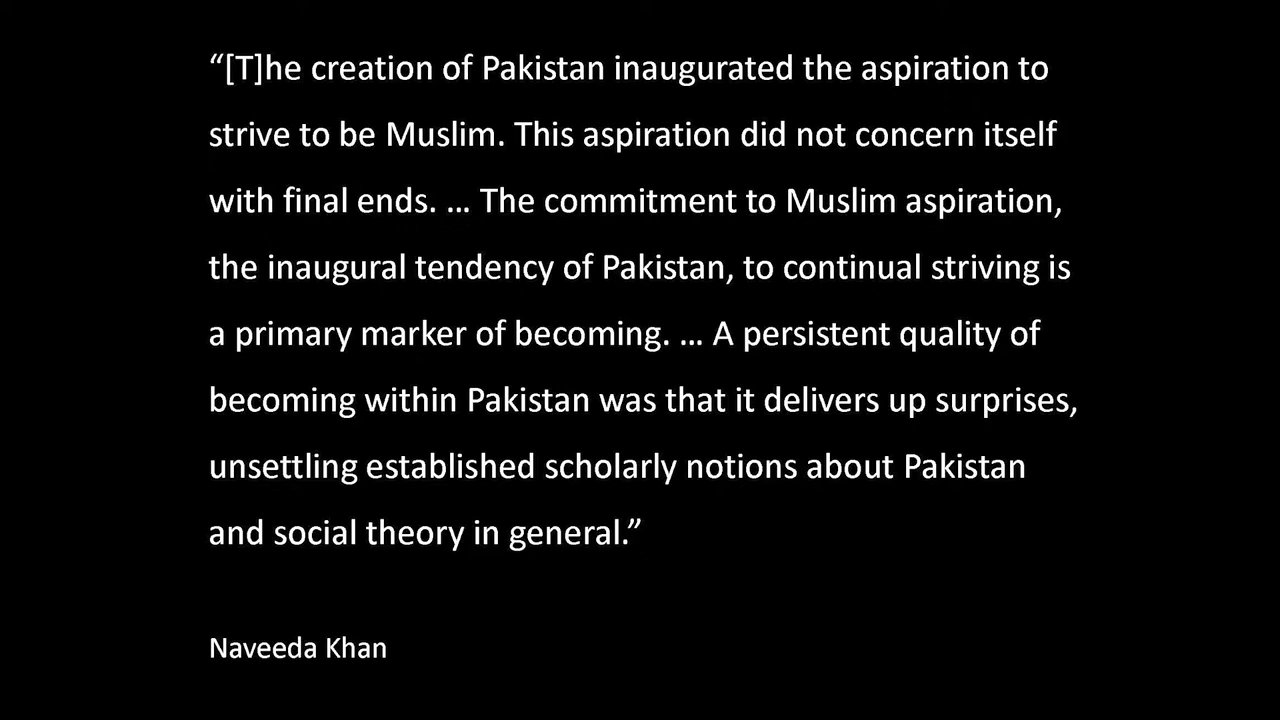 “[T]he creation of Pakistan inaugurated the aspiration to
strive to be Muslim. This aspiration did not concern itself
with final ends. … The commitment to Muslim aspiration,
the inaugural tendency of Pakistan, to continual striving is
a primary marker of becoming. … A persistent quality of
becoming within Pakistan was that it delivers up surprises,
unsettling established scholarly notions about Pakistan
and social theory in general.”
Naveeda Khan